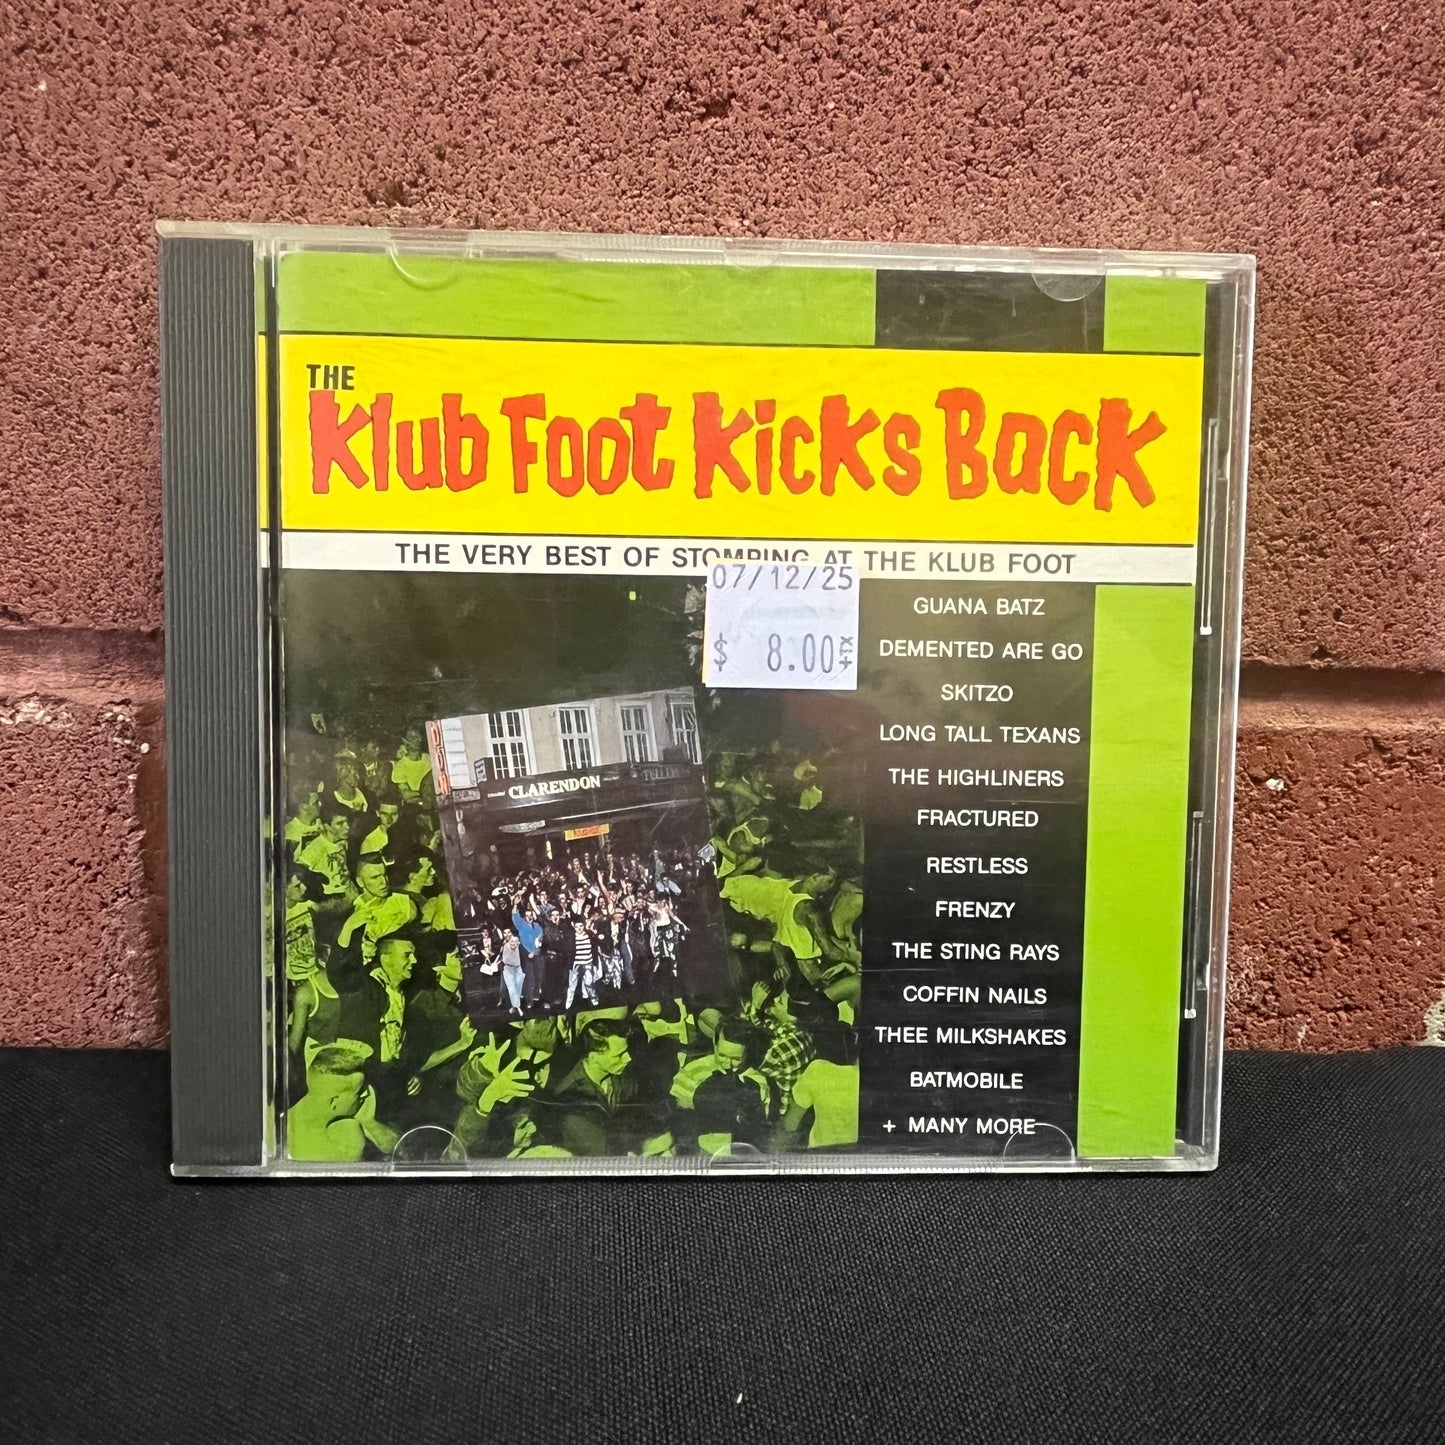 THE
Klub Foot Kicks Back
THE VERY BEST OF STOMPING AT THE KLUB FOOT
07/12/25
$ 8.00 +TX
GUANA BATZ
DEMENTED ARE GO
SKITZO
LONG TALL TEXANS
THE HIGHLINERS
FRACTURED
RESTLESS
FRENZY
THE STING RAYS
COFFIN NAILS
THEE MILKSHAKES
BATMOBILE
+ MANY MORE
CLARENDON